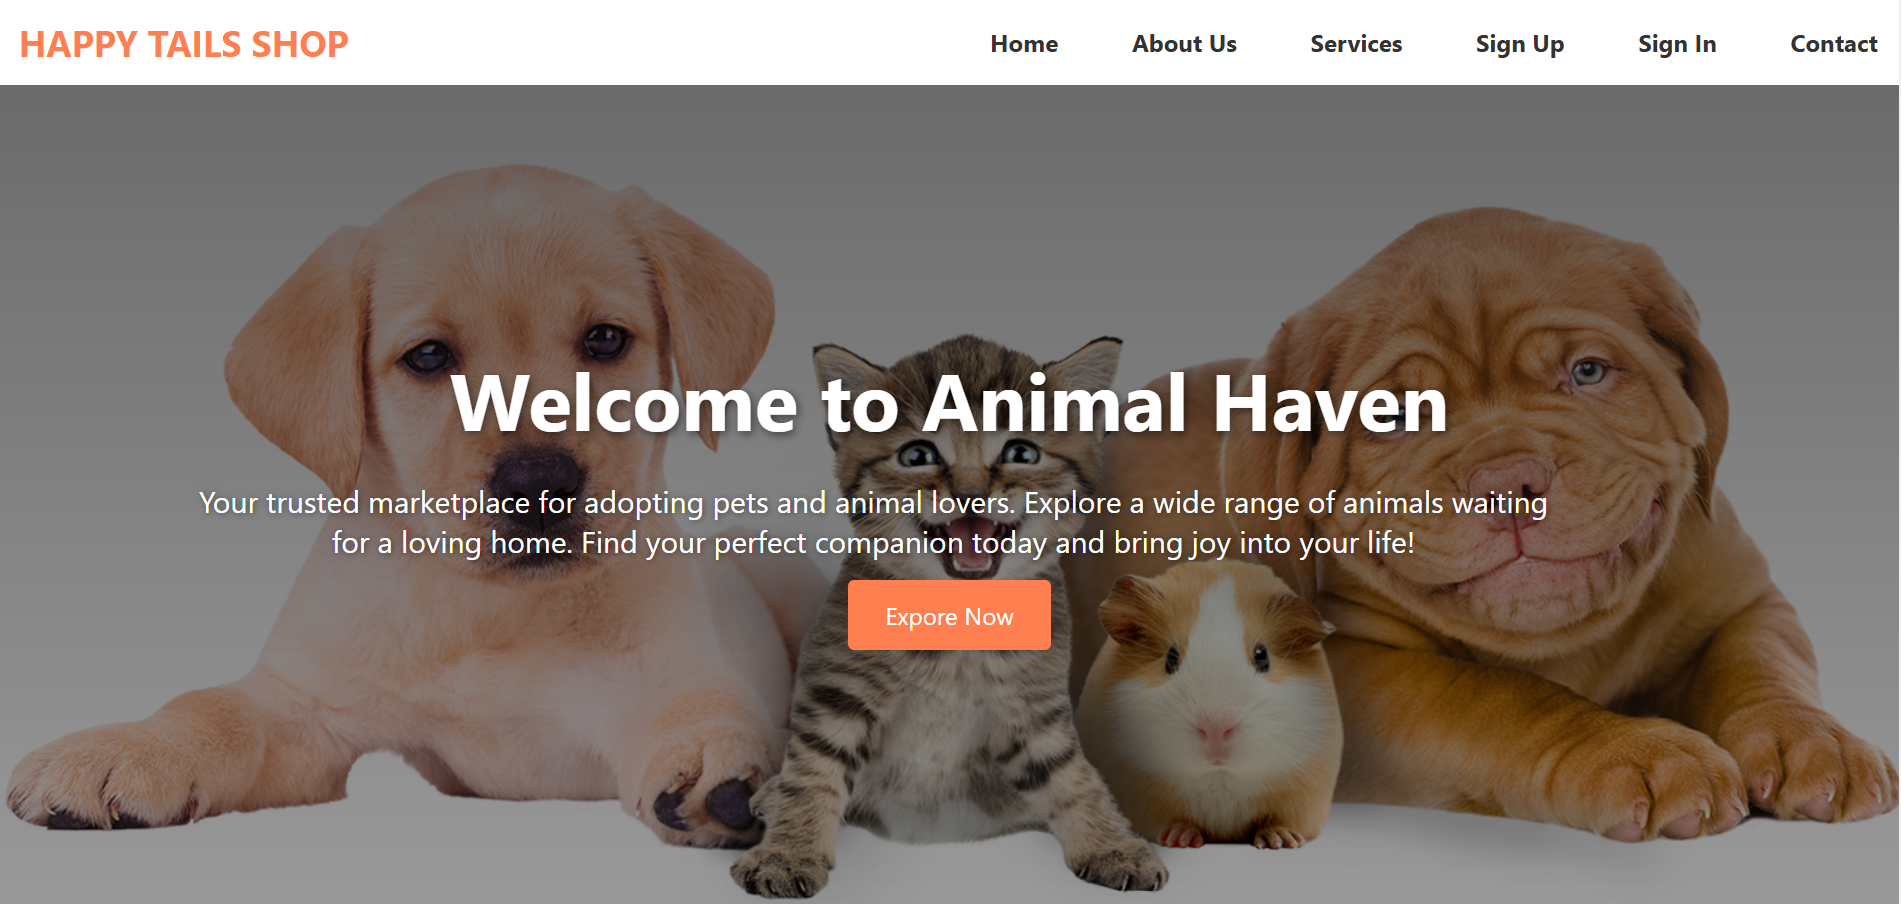 HAPPY TAILS SHOP
Home About Us Services Sign Up Sign In Contact
Welcome to Animal Haven
Your trusted marketplace for adopting pets and animal lovers. Explore a wide range of animals waiting
for a loving home. Find your perfect companion today and bring joy into your life!
Expore Now